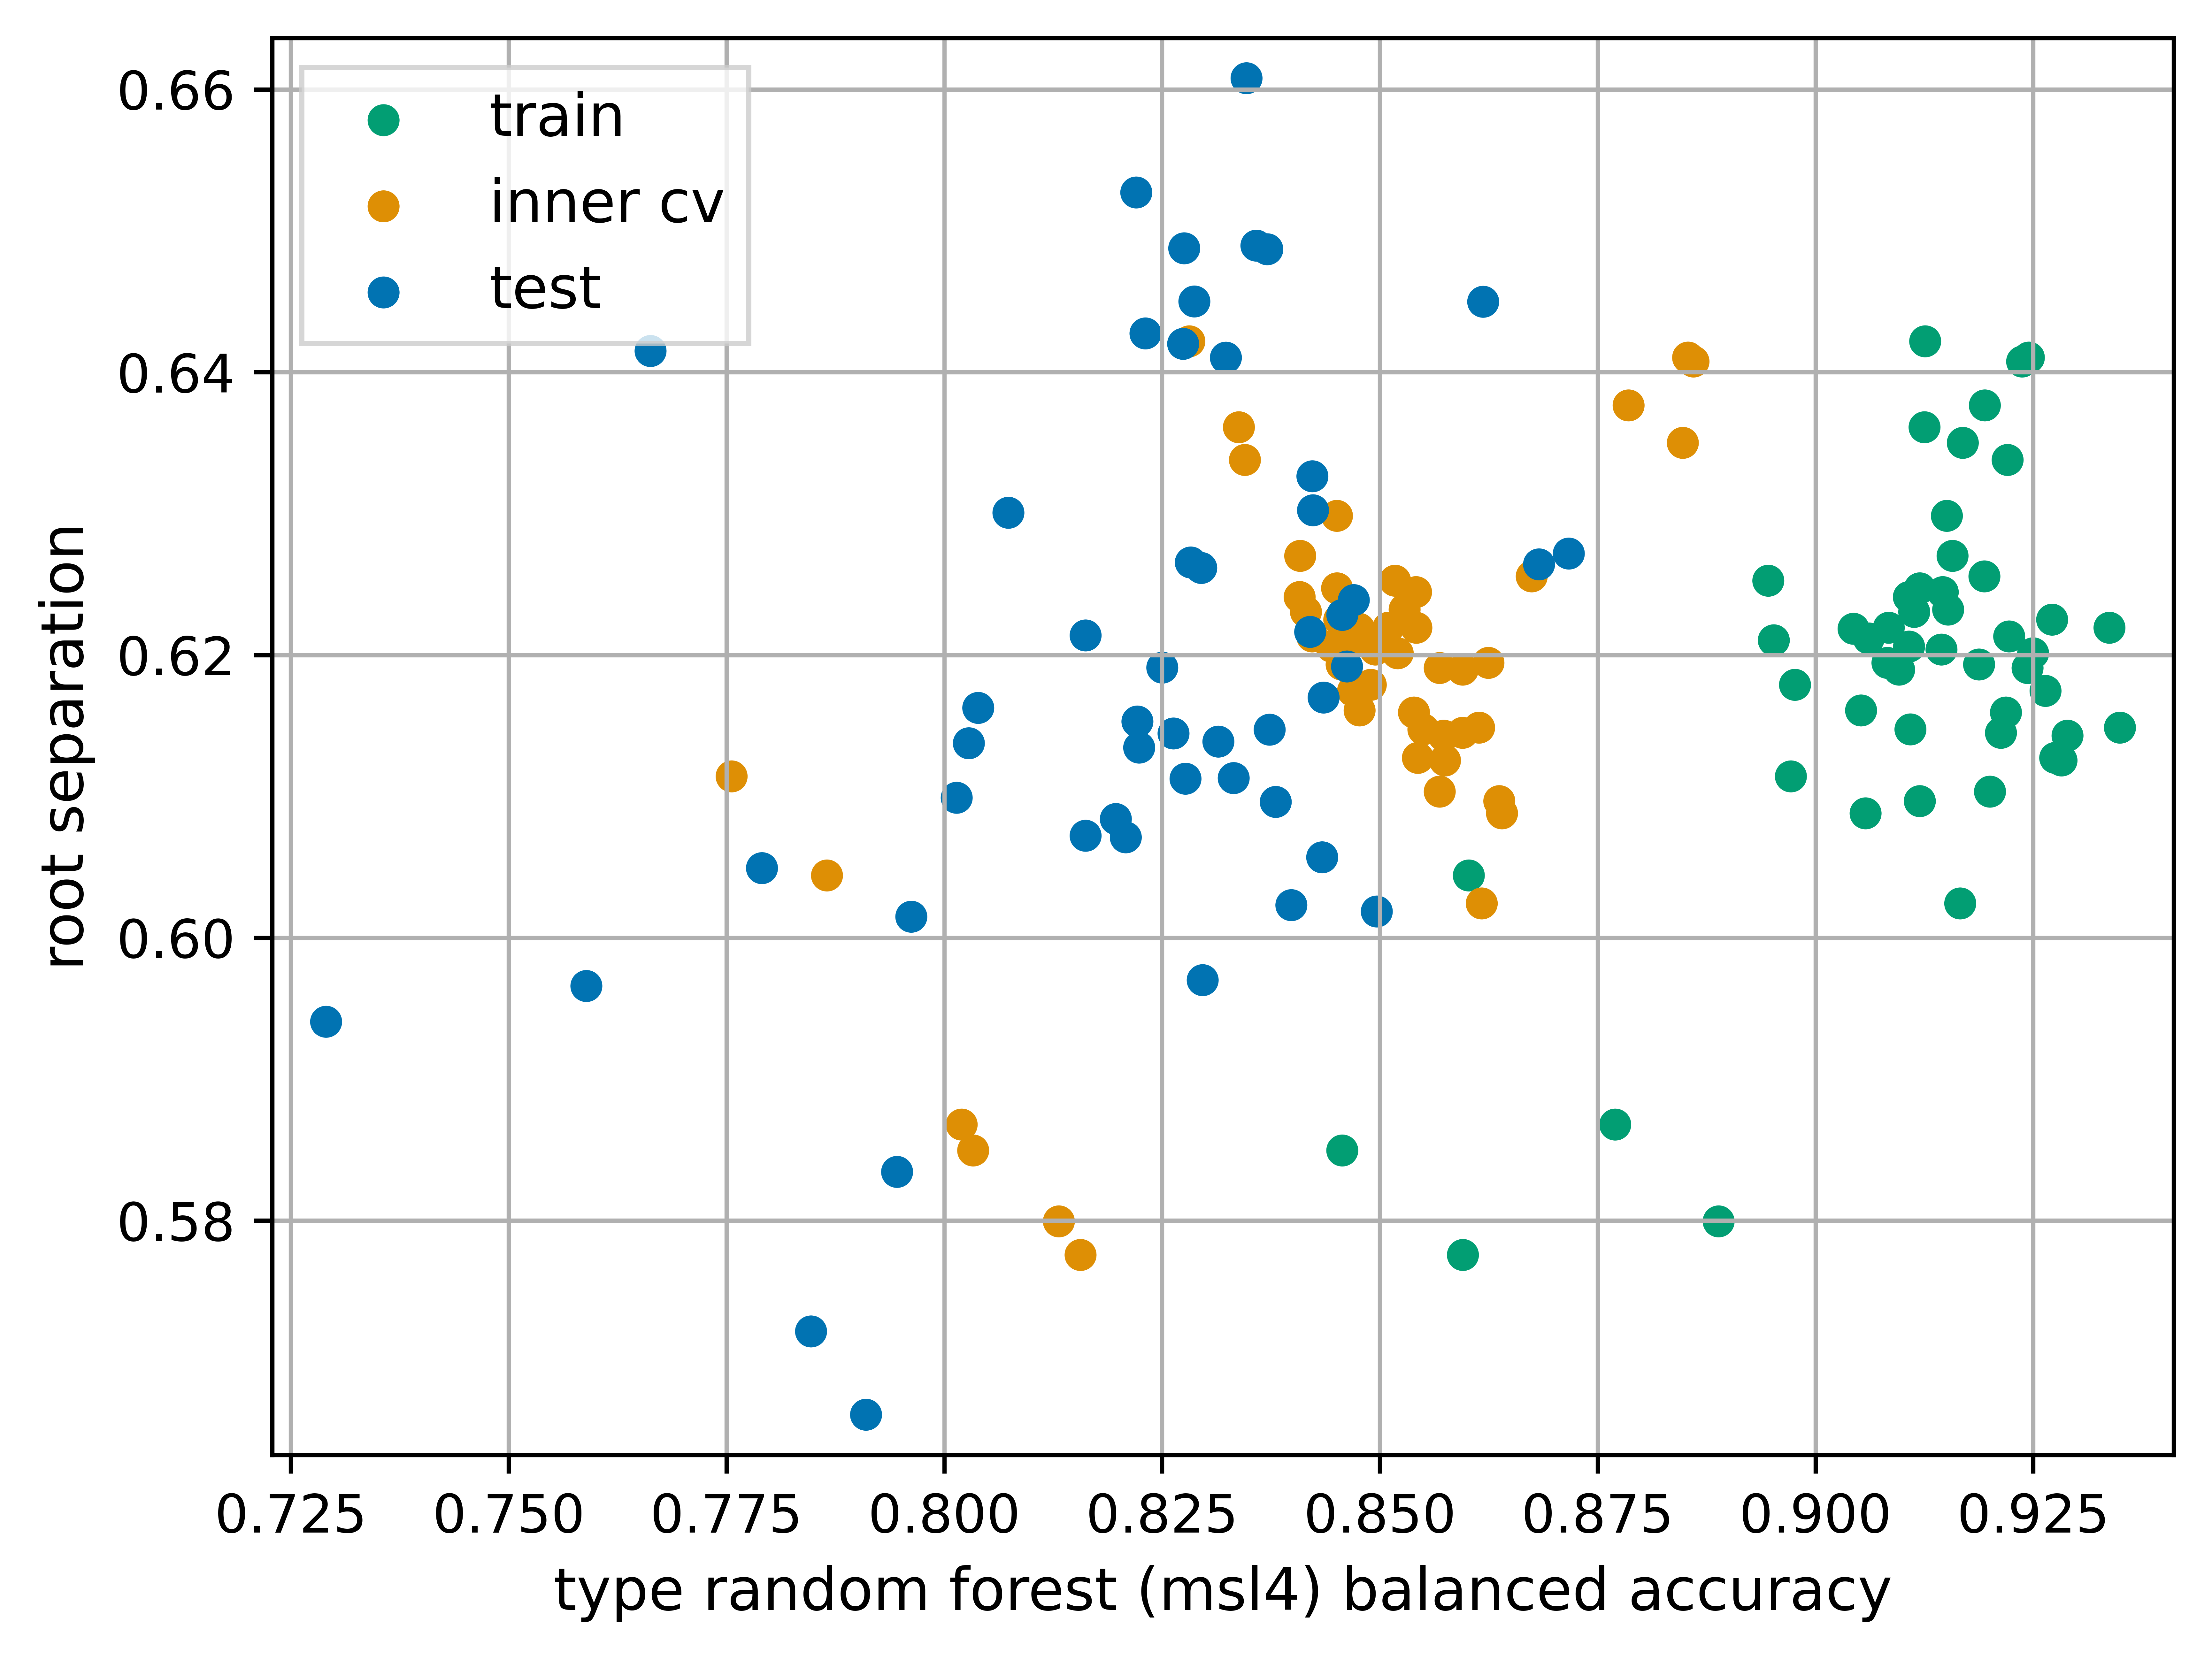 train
inner cv
test
root separation
0.66
0.64
0.62
0.60
0.58
0.725 0.750 0.775 0.800 0.825 0.850 0.875 0.900 0.925
type random forest (msl4) balanced accuracy